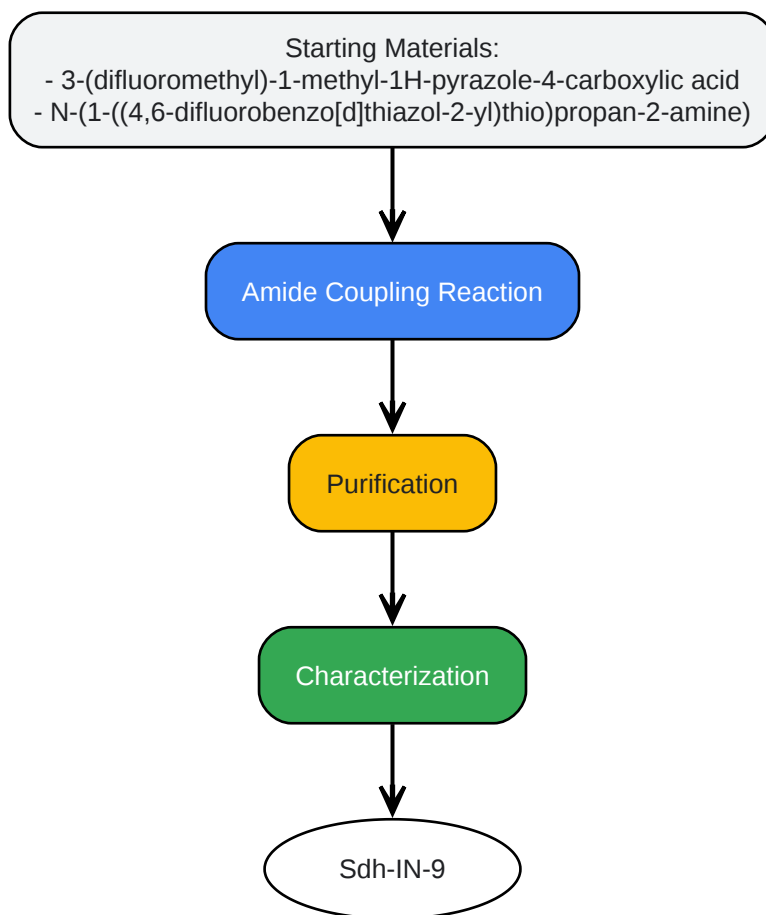 Starting Materials:
- 3-(difluoromethyl)-1-methyl-1H-pyrazole-4-carboxylic acid
- N-(1-((4,6-difluorobenzo[d]thiazol-2-yl)thio)propan-2-amine)
Amide Coupling Reaction
Purification
Characterization
Sdh-IN-9